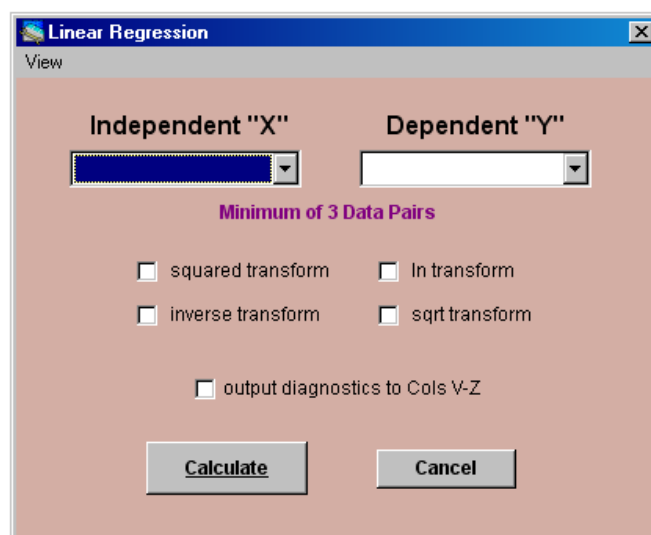 Linear Regression
View
Independent "X" Dependent "Y"
Minimum of 3 Data Pairs
squared transform ln transform
inverse transform sqrt transform
output diagnostics to Cols V-Z
Calculate Cancel